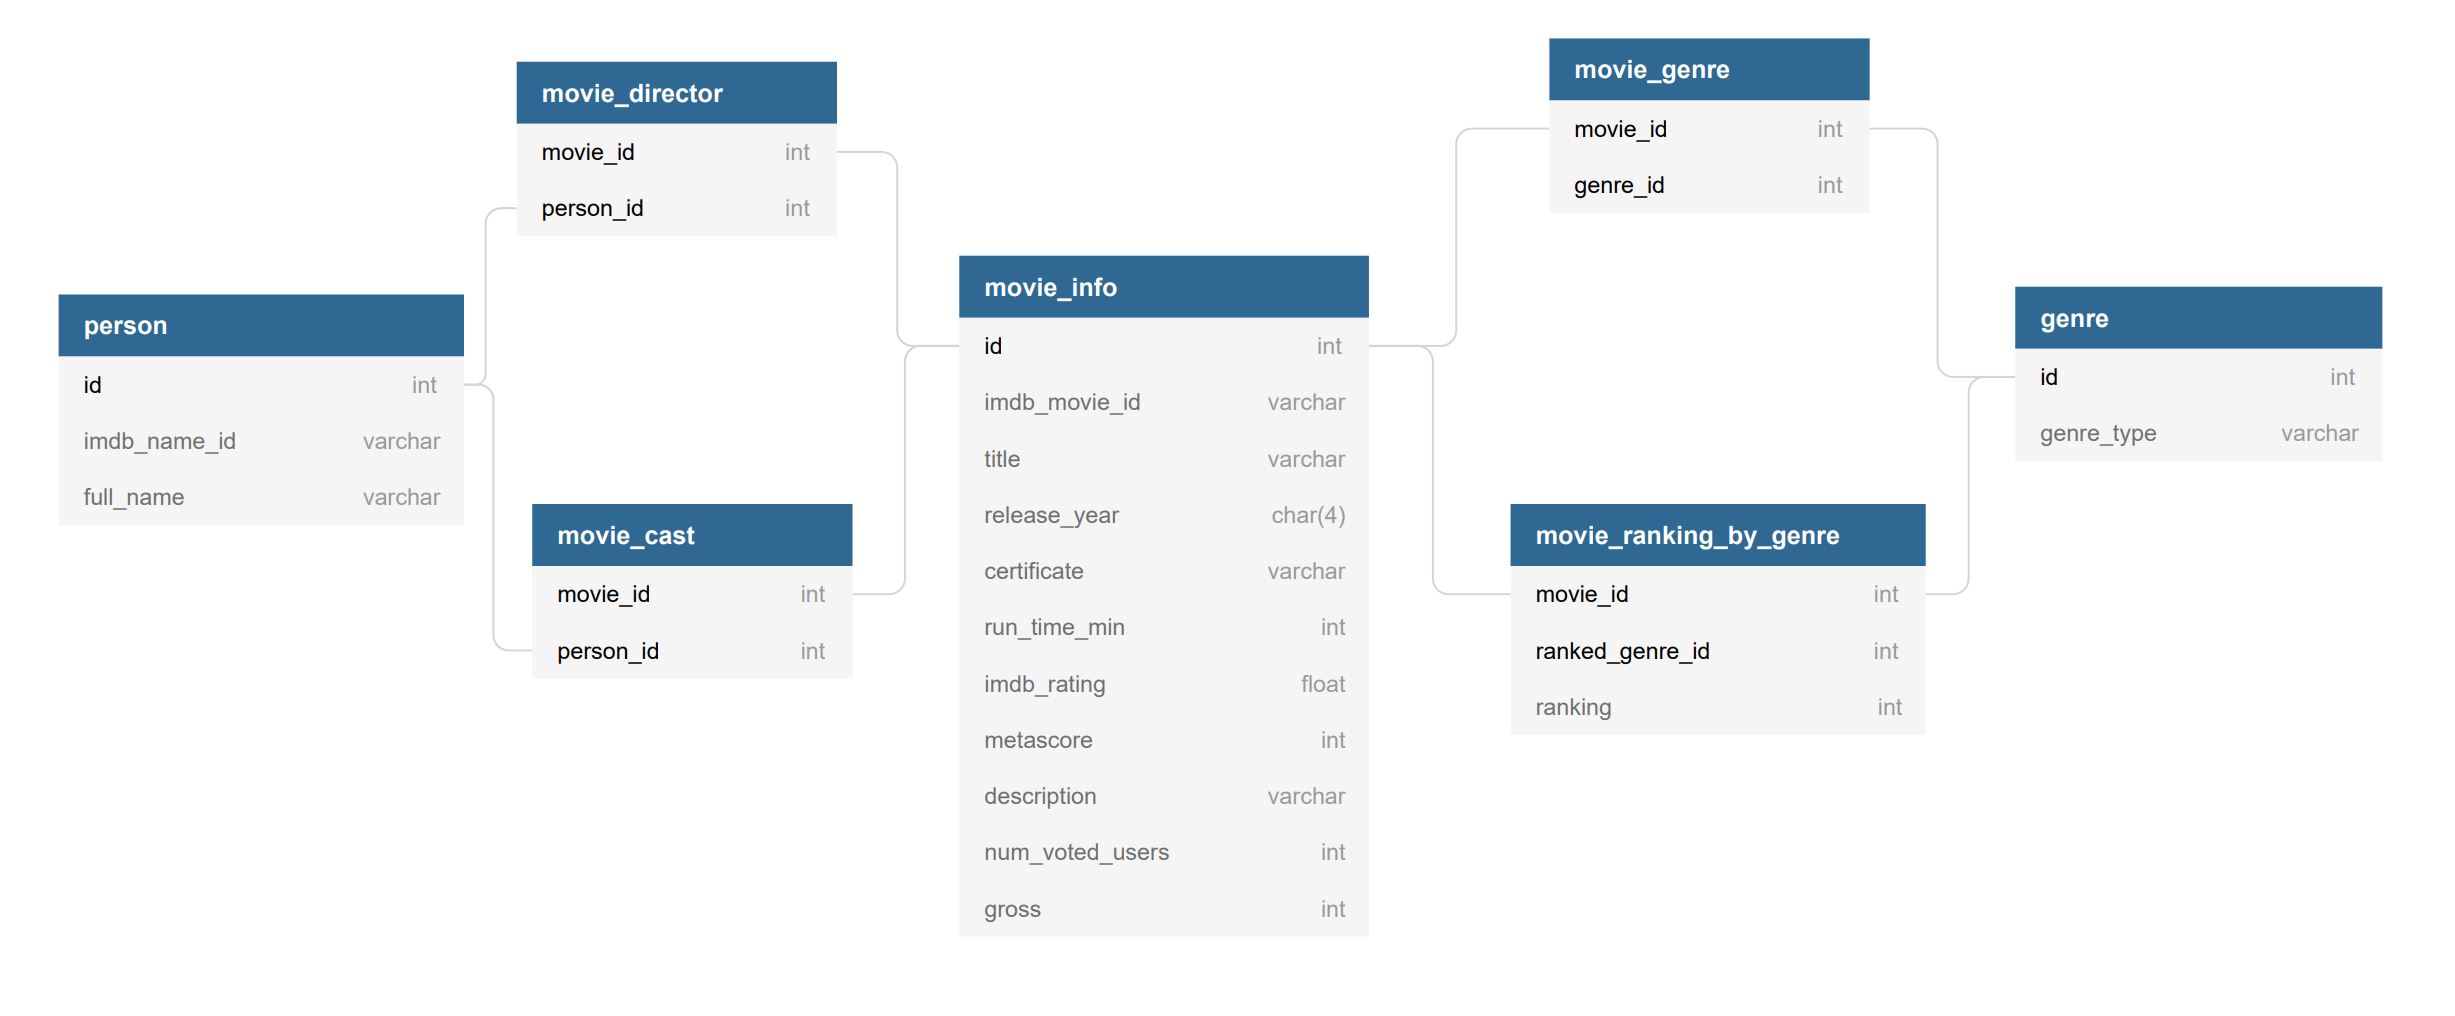 movie_director
movie_id int
person_id int
person
id int
imdb_name_id varchar
full_name varchar
movie_cast
movie_id int
person_id int
movie_info
id int
imdb_movie_id varchar
title varchar
release_year char(4)
certificate varchar
run_time_min int
imdb_rating float
metascore int
description varchar
num_voted_users int
gross int
movie_genre
movie_id int
genre_id int
movie_ranking_by_genre
movie_id int
ranked_genre_id int
ranking int
genre
id int
genre_type varchar